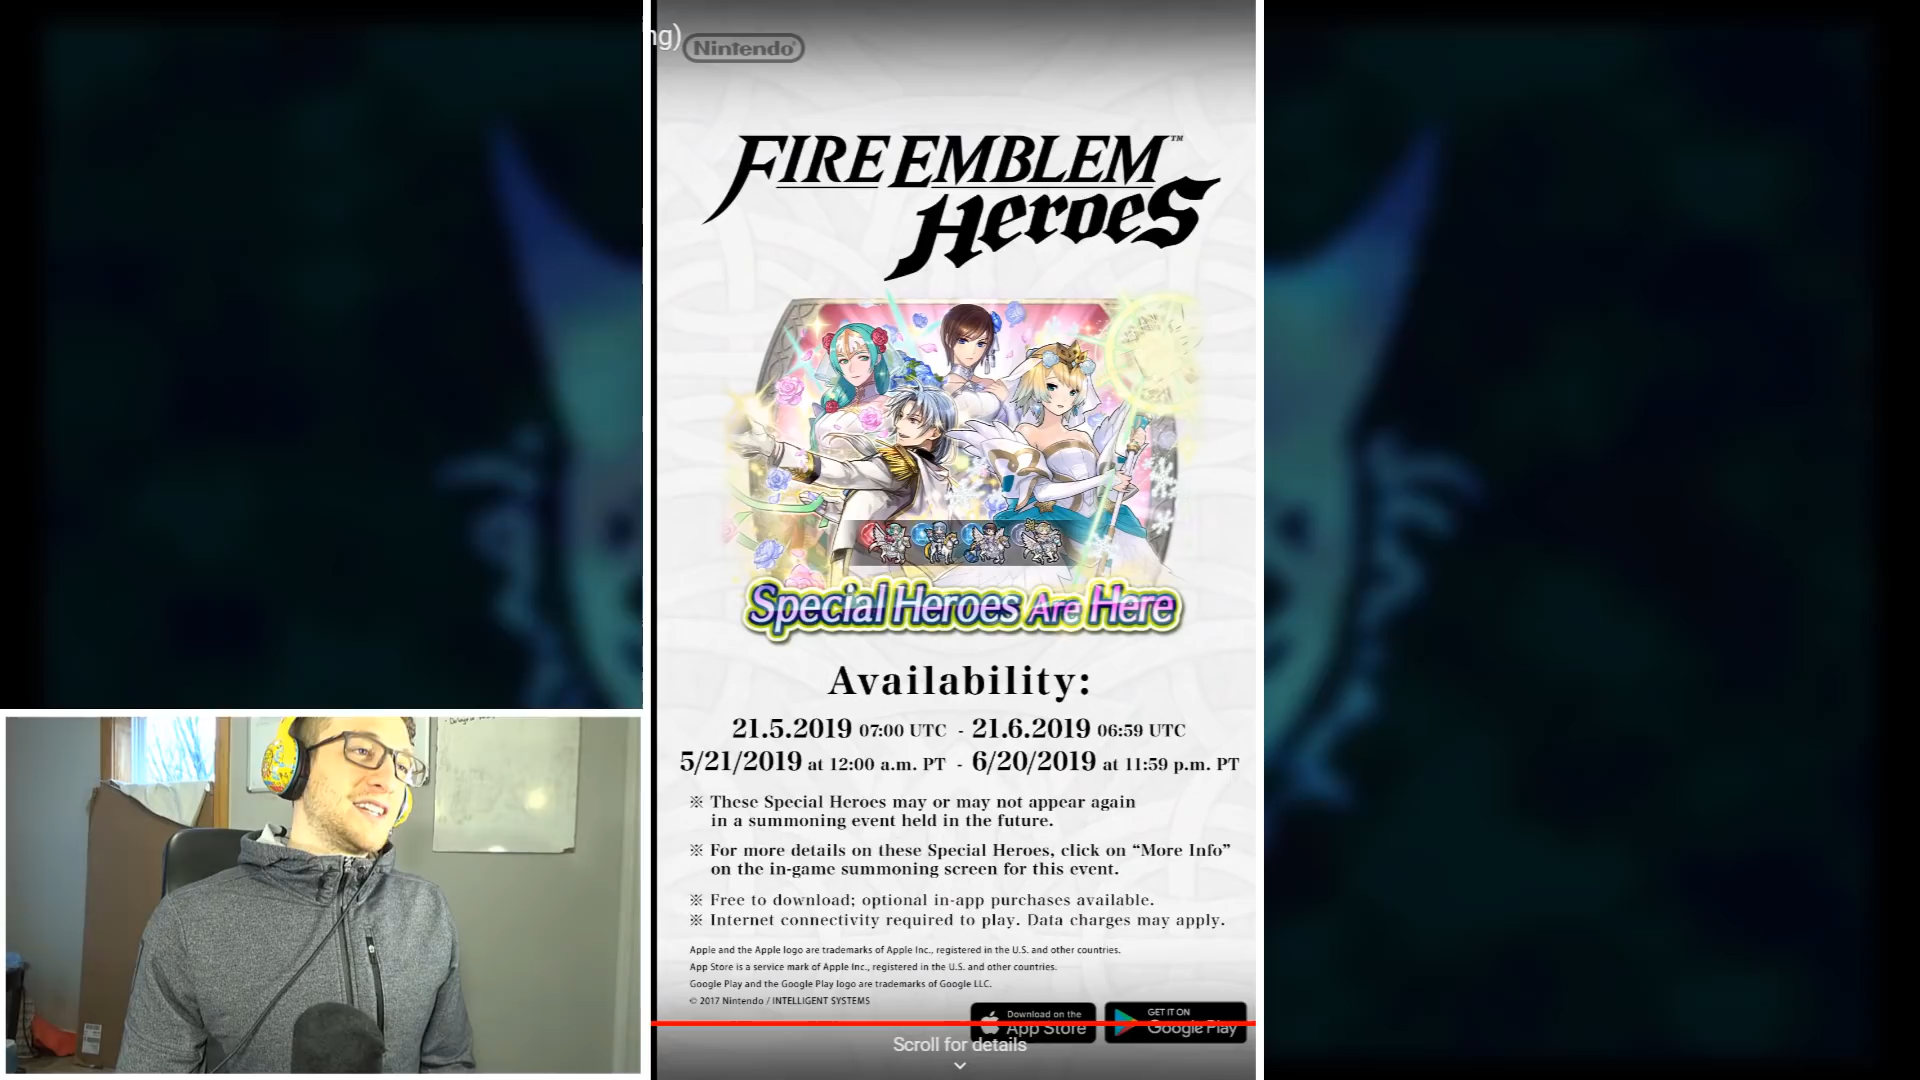 ng)
Nintendo
FIRE EMBLEM™
Heroes
Special Heroes Are Here
Availability:
21.5.2019 07:00 UTC - 21.6.2019 06:59 UTC
5/21/2019 at 12:00 a.m. PT - 6/20/2019 at 11:59 p.m. PT
※ These Special Heroes may or may not appear again
in a summoning event held in the future.
※ For more details on these Special Heroes, click on “More Info”
on the in-game summoning screen for this event.
※ Free to download; optional in-app purchases available.
※ Internet connectivity required to play. Data charges may apply.
Apple and the Apple logo are trademarks of Apple Inc., registered in the U.S. and other countries.
App Store is a service mark of Apple Inc., registered in the U.S. and other countries.
Google Play and the Google Play logo are trademarks of Google LLC.
© 2017 Nintendo / INTELLIGENT SYSTEMS
Download on the
App Store
GET IT ON
Google Play
Scroll for details